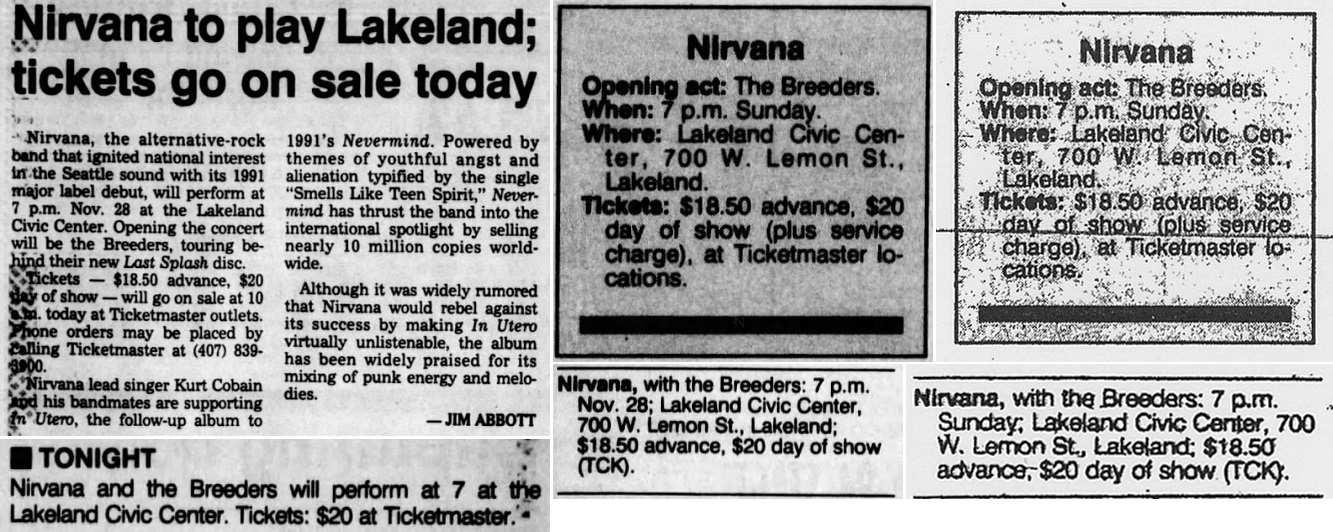 Nirvana to play Lakeland;
tickets go on sale today
Nirvana, the alternative-rock
band that ignited national interest
in the Seattle sound with its 1991
major label debut, will perform at
7 p.m. Nov. 28 at the Lakeland
Civic Center. Opening the concert
will be the Breeders, touring be-
hind their new Last Splash disc.
Tickets — $18.50 advance, $20
day of show — will go on sale at 10
a.m. today at Ticketmaster outlets.
Phone orders may be placed by
calling Ticketmaster at (407) 839-
3900.
Nirvana lead singer Kurt Cobain
and his bandmates are supporting
In Utero, the follow-up album to
1991's Nevermind. Powered by
themes of youthful angst and
alienation typified by the single
“Smells Like Teen Spirit,” Never-
mind has thrust the band into the
international spotlight by selling
nearly 10 million copies world-
wide.
Although it was widely rumored
that Nirvana would rebel against
its success by making In Utero
virtually unlistenable, the album
has been widely praised for its
mixing of punk energy and melo-
dies.
— JIM ABBOTT
■ TONIGHT
Nirvana and the Breeders will perform at 7 at the
Lakeland Civic Center. Tickets: $20 at Ticketmaster.
Nirvana
Opening act: The Breeders.
When: 7 p.m. Sunday.
Where: Lakeland Civic Cen-
ter, 700 W. Lemon St.,
Lakeland.
Tickets: $18.50 advance, $20
day of show (plus service
charge), at Ticketmaster lo-
cations.
Nirvana
Opening act: The Breeders.
When: 7 p.m. Sunday.
Where: Lakeland Civic Cen-
ter, 700 W. Lemon St.,
Lakeland.
Tickets: $18.50 advance, $20
day of show (plus service
charge), at Ticketmaster lo-
cations.
Nirvana, with the Breeders: 7 p.m.
Nov. 28; Lakeland Civic Center,
700 W. Lemon St., Lakeland;
$18.50 advance, $20 day of show
(TCK).
Nirvana, with the Breeders: 7 p.m.
Sunday; Lakeland Civic Center, 700
W. Lemon St., Lakeland; $18.50
advance, $20 day of show (TCK).